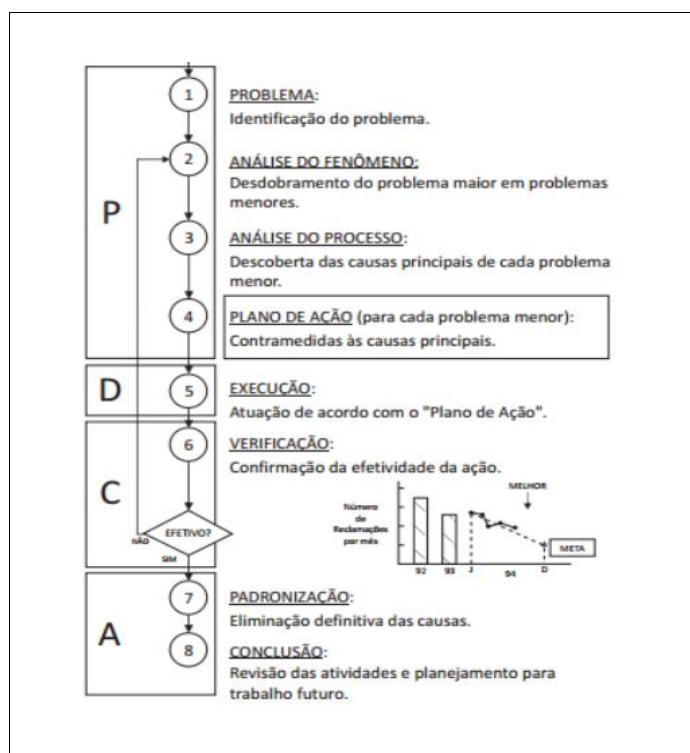 P
1
PROBLEMA:
Identificação do problema.
2
ANÁLISE DO FENÔMENO:
Desdobramento do problema maior em problemas
menores.
3
ANÁLISE DO PROCESSO:
Descoberta das causas principais de cada problema
menor.
4
PLANO DE AÇÃO (para cada problema menor):
Contramedidas às causas principais.
D
5
EXECUÇÃO:
Atuação de acordo com o "Plano de Ação".
C
6
VERIFICAÇÃO:
Confirmação da efetividade da ação.
EFETIVO?
NÃO
SIM
Número
de
Reclamações
por mês
MELHOR
META
92 93 J 94 D
A
7
PADRONIZAÇÃO:
Eliminação definitiva das causas.
8
CONCLUSÃO:
Revisão das atividades e planejamento para
trabalho futuro.